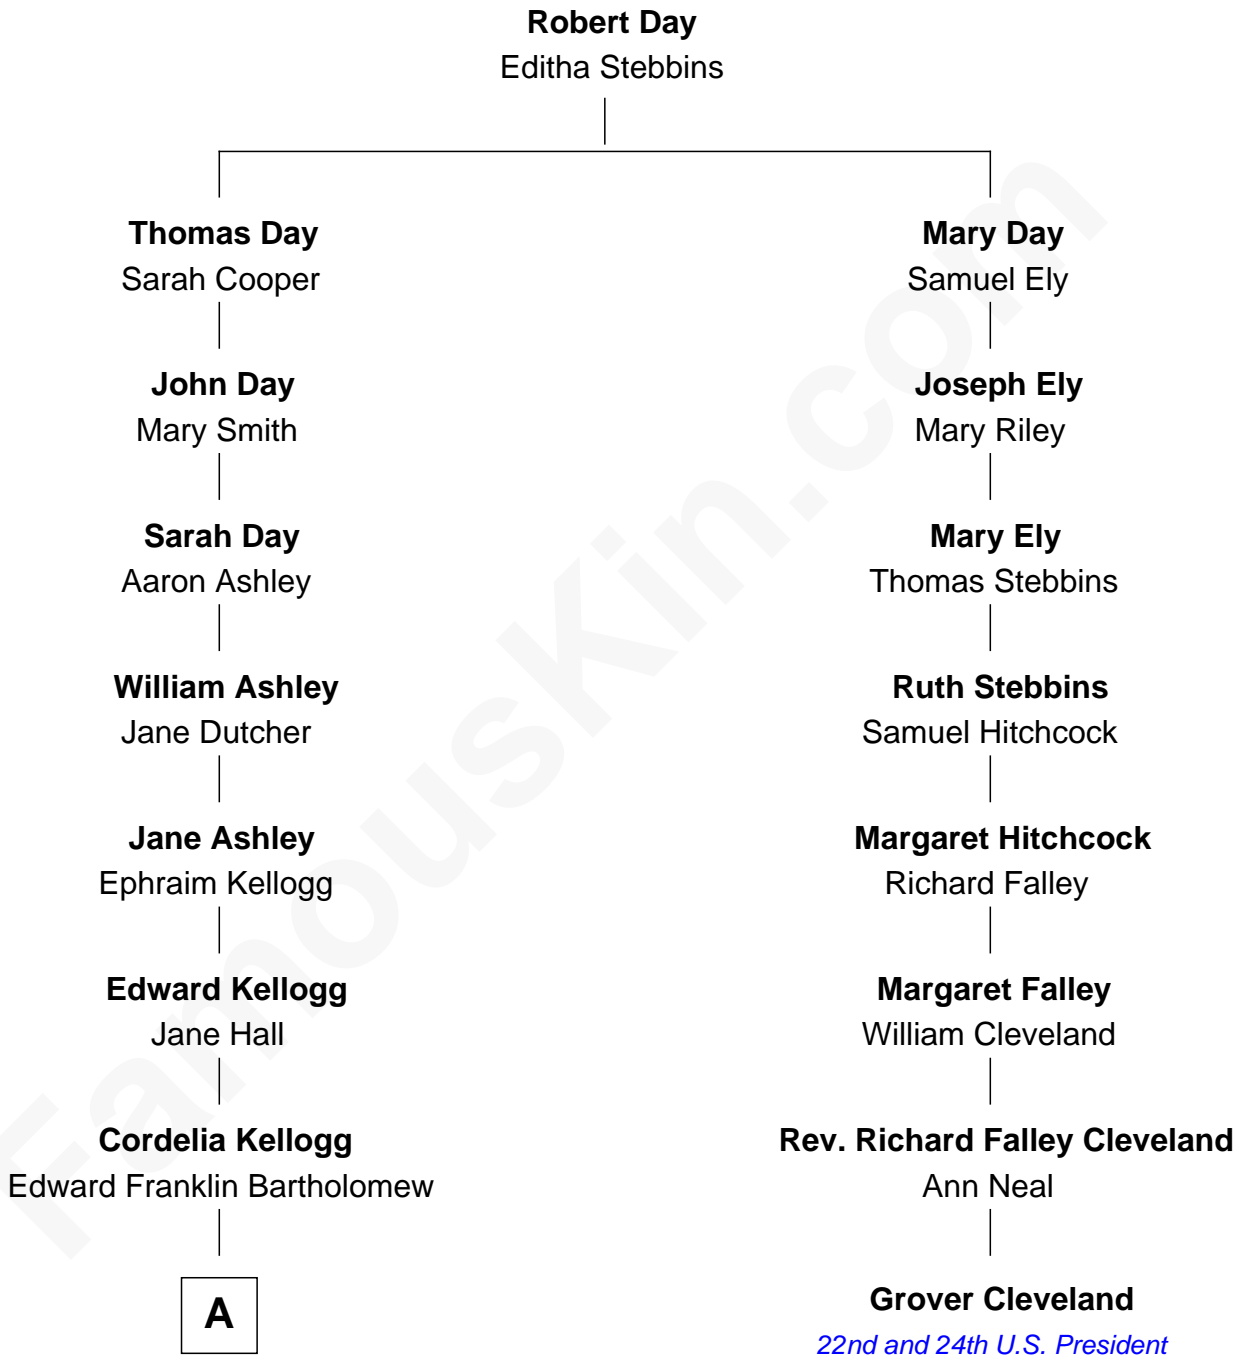 Robert Day
Editha Stebbins
Thomas Day
Sarah Cooper
Mary Day
Samuel Ely
John Day
Mary Smith
Joseph Ely
Mary Riley
Sarah Day
Aaron Ashley
Mary Ely
Thomas Stebbins
William Ashley
Jane Dutcher
Ruth Stebbins
Samuel Hitchcock
Jane Ashley
Ephraim Kellogg
Margaret Hitchcock
Richard Falley
Edward Kellogg
Jane Hall
Margaret Falley
William Cleveland
Cordelia Kellogg
Edward Franklin Bartholomew
Rev. Richard Falley Cleveland
Ann Neal
A
Grover Cleveland
22nd and 24th U.S. President
FamousKin.com